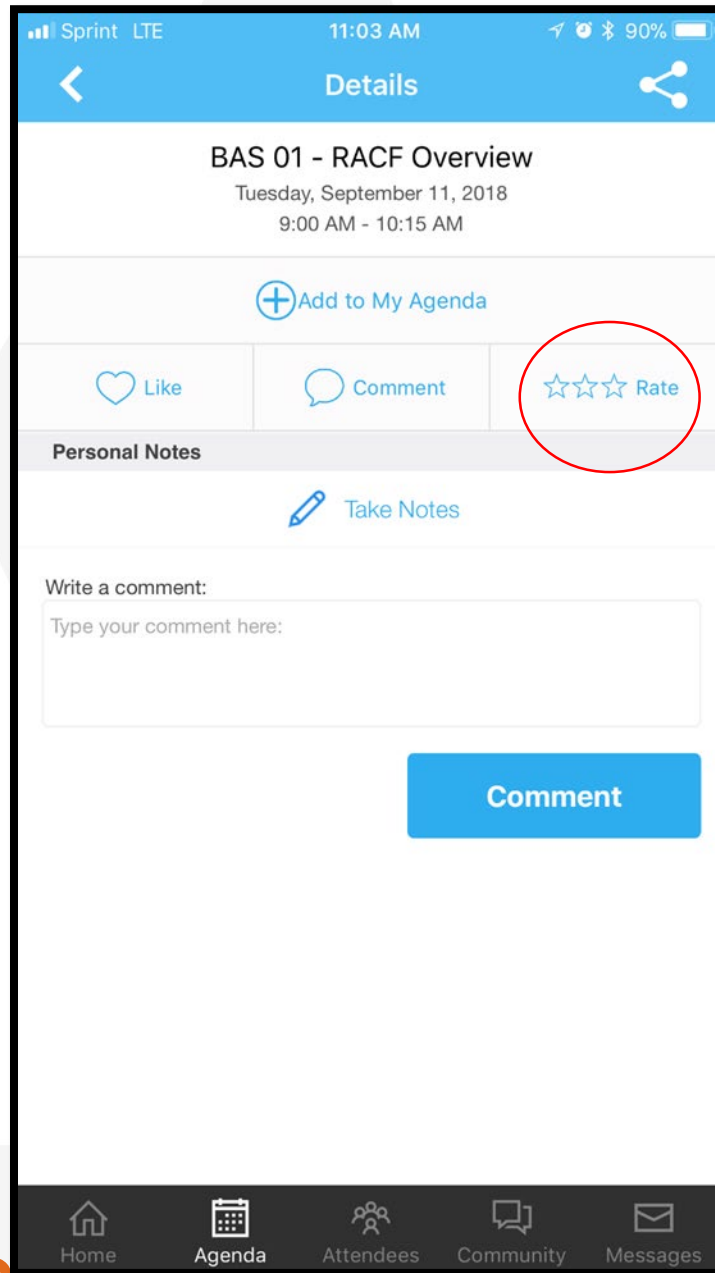 Sprint LTE 11:03 AM 90%
Details
BAS 01 - RACF Overview
Tuesday, September 11, 2018
9:00 AM - 10:15 AM
Add to My Agenda
Like Comment Rate
Personal Notes
Take Notes
Write a comment:
Type your comment here:
Comment
Home Agenda Attendees Community Messages